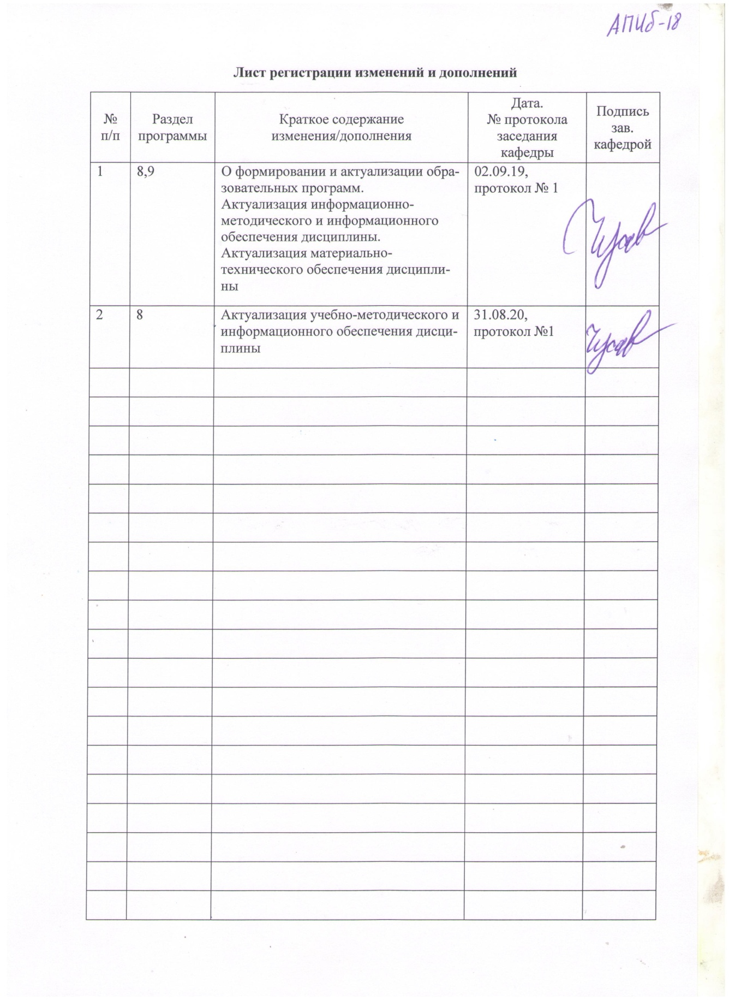 АПИб-18
Лист регистрации изменений и дополнений
№
п/п
Раздел
программы
Краткое содержание
изменения/дополнения
Дата.
№ протокола
заседания
кафедры
Подпись
зав.
кафедрой
1
8,9
О формировании и актуализации обра-
зовательных программ.
Актуализация информационно-
методического и информационного
обеспечения дисциплины.
Актуализация материально-
технического обеспечения дисципли-
ны
02.09.19,
протокол № 1
2
8
Актуализация учебно-методического и
информационного обеспечения дисци-
плины
31.08.20,
протокол №1